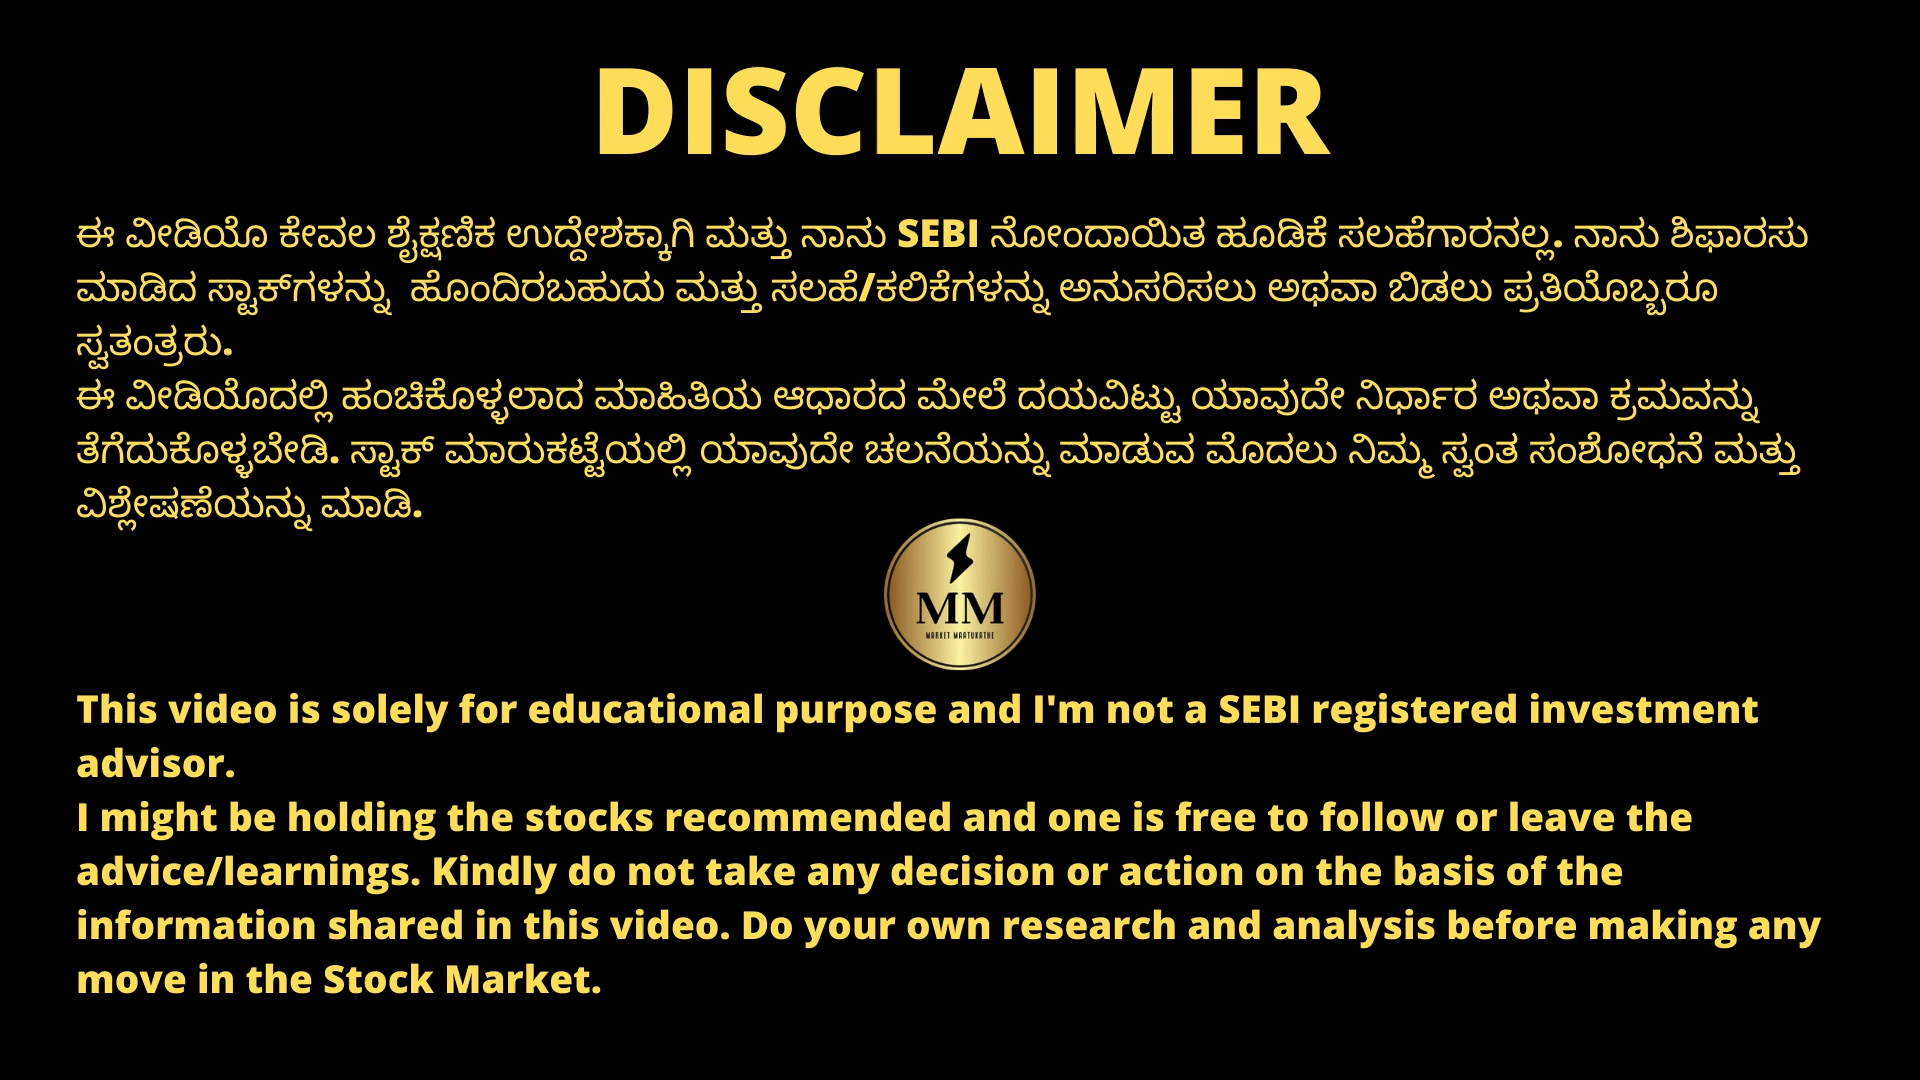 DISCLAIMER
ಈ ವೀಡಿಯೊ ಕೇವಲ ಶೈಕ್ಷಣಿಕ ಉದ್ದೇಶಕ್ಕಾಗಿ ಮತ್ತು ನಾನು SEBI ನೋಂದಾಯಿತ ಹೂಡಿಕೆ ಸಲಹೆಗಾರನಲ್ಲ. ನಾನು ಶಿಫಾರಸು
ಮಾಡಿದ ಸ್ಟಾಕ್‌ಗಳನ್ನು ಹೊಂದಿರಬಹುದು ಮತ್ತು ಸಲಹೆ/ಕಲಿಕೆಗಳನ್ನು ಅನುಸರಿಸಲು ಅಥವಾ ಬಿಡಲು ಪ್ರತಿಯೊಬ್ಬರೂ
ಸ್ವತಂತ್ರರು.
ಈ ವೀಡಿಯೊದಲ್ಲಿ ಹಂಚಿಕೊಳ್ಳಲಾದ ಮಾಹಿತಿಯ ಆಧಾರದ ಮೇಲೆ ದಯವಿಟ್ಟು ಯಾವುದೇ ನಿರ್ಧಾರ ಅಥವಾ ಕ್ರಮವನ್ನು
ತೆಗೆದುಕೊಳ್ಳಬೇಡಿ. ಸ್ಟಾಕ್ ಮಾರುಕಟ್ಟೆಯಲ್ಲಿ ಯಾವುದೇ ಚಲನೆಯನ್ನು ಮಾಡುವ ಮೊದಲು ನಿಮ್ಮ ಸ್ವಂತ ಸಂಶೋಧನೆ ಮತ್ತು
ವಿಶ್ಲೇಷಣೆಯನ್ನು ಮಾಡಿ.
MM
MARKET MAATUKATHE
This video is solely for educational purpose and I'm not a SEBI registered investment
advisor.
I might be holding the stocks recommended and one is free to follow or leave the
advice/learnings. Kindly do not take any decision or action on the basis of the
information shared in this video. Do your own research and analysis before making any
move in the Stock Market.